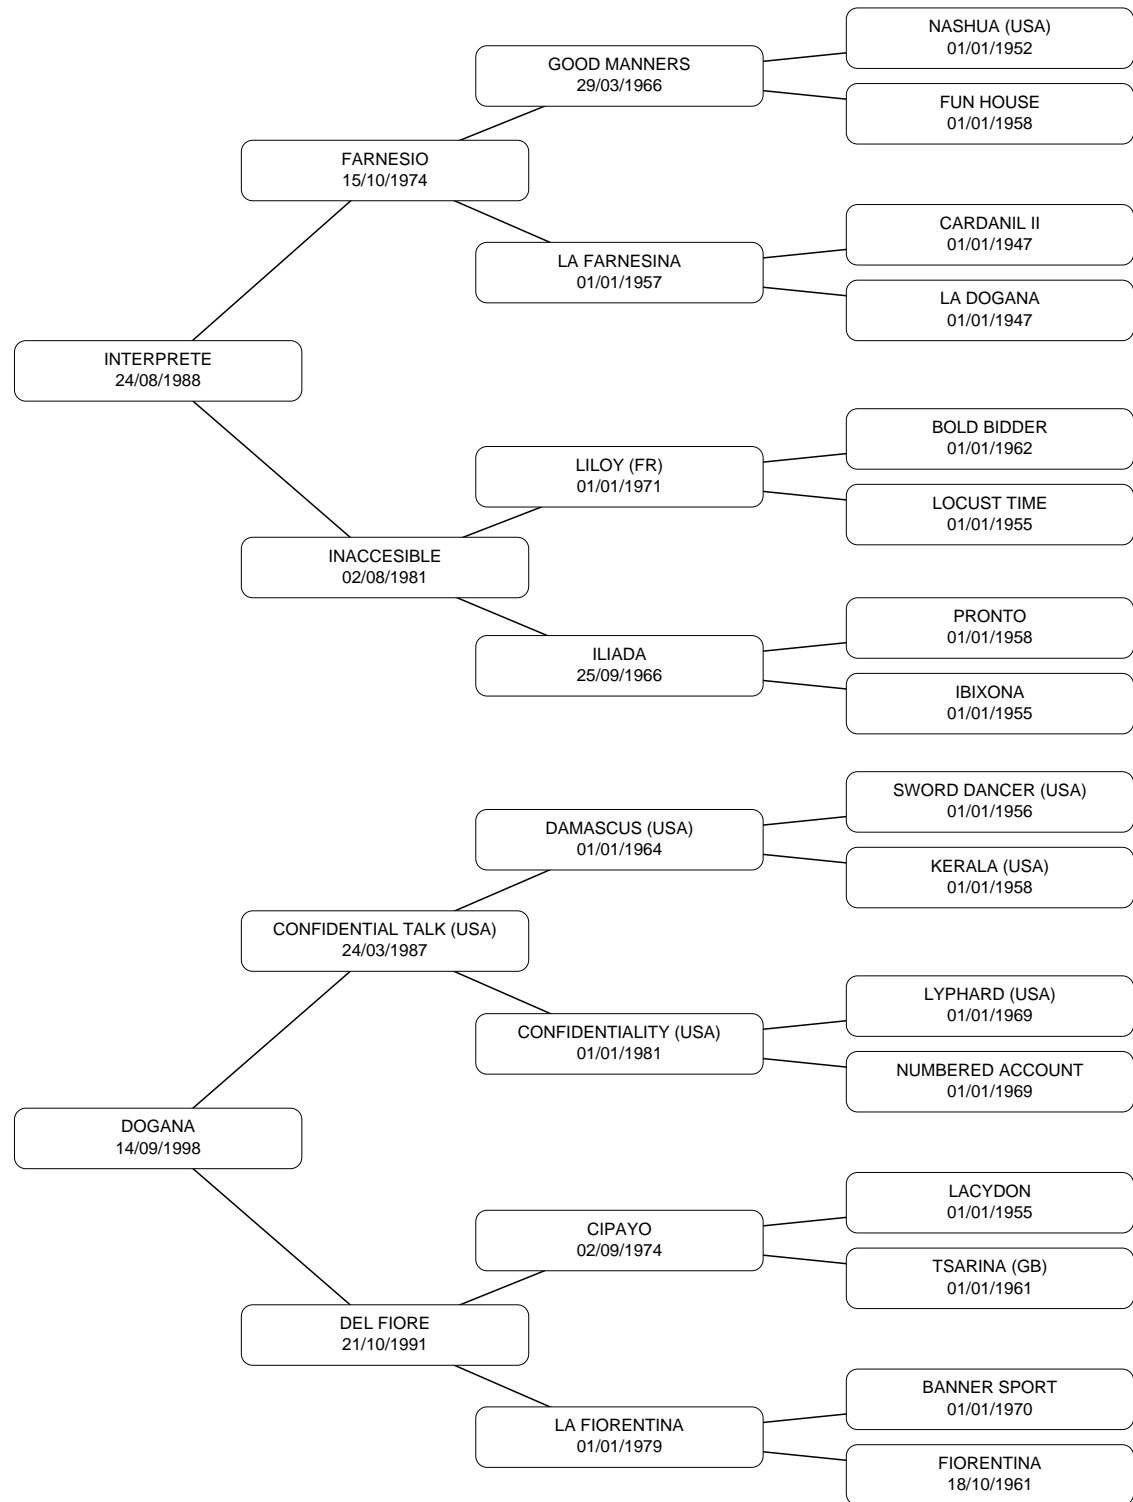 NASHUA (USA)
01/01/1952
GOOD MANNERS
29/03/1966
FUN HOUSE
01/01/1958
FARNESIO
15/10/1974
CARDANIL II
01/01/1947
LA FARNESINA
01/01/1957
LA DOGANA
01/01/1947
INTERPRETE
24/08/1988
BOLD BIDDER
01/01/1962
LILOY (FR)
01/01/1971
LOCUST TIME
01/01/1955
INACCESIBLE
02/08/1981
PRONTO
01/01/1958
ILIADA
25/09/1966
IBIXONA
01/01/1955
SWORD DANCER (USA)
01/01/1956
DAMASCUS (USA)
01/01/1964
KERALA (USA)
01/01/1958
CONFIDENTIAL TALK (USA)
24/03/1987
LYPHARD (USA)
01/01/1969
CONFIDENTIALITY (USA)
01/01/1981
NUMBERED ACCOUNT
01/01/1969
DOGANA
14/09/1998
LACYDON
01/01/1955
CIPAYO
02/09/1974
TSARINA (GB)
01/01/1961
DEL FIORE
21/10/1991
BANNER SPORT
01/01/1970
LA FIORENTINA
01/01/1979
FIORENTINA
18/10/1961